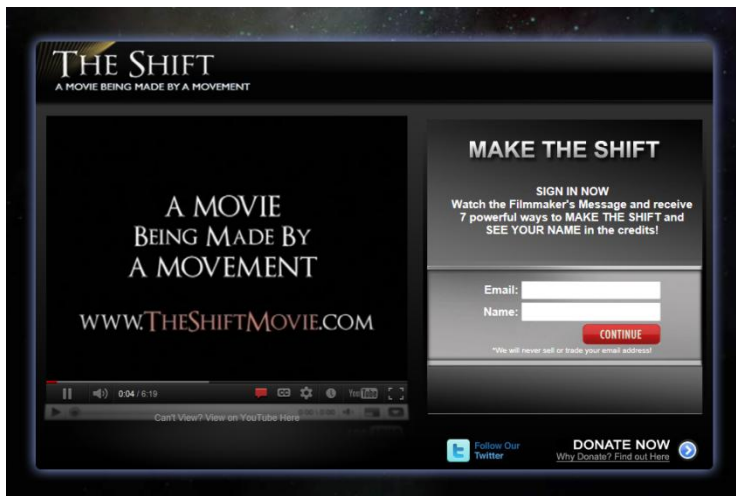 THE SHIFT
A MOVIE BEING MADE BY A MOVEMENT
A MOVIE
BEING MADE BY
A MOVEMENT
WWW.THESHIFTMOVIE.COM
0:04 / 6:19
CC
YouTube
Can't View? View on YouTube Here
MAKE THE SHIFT
SIGN IN NOW
Watch the Filmmaker's Message and receive
7 powerful ways to MAKE THE SHIFT and
SEE YOUR NAME in the credits!
Email:
Name:
CONTINUE
*We will never sell or trade your email address!
Follow Our
Twitter
DONATE NOW
Why Donate? Find out Here